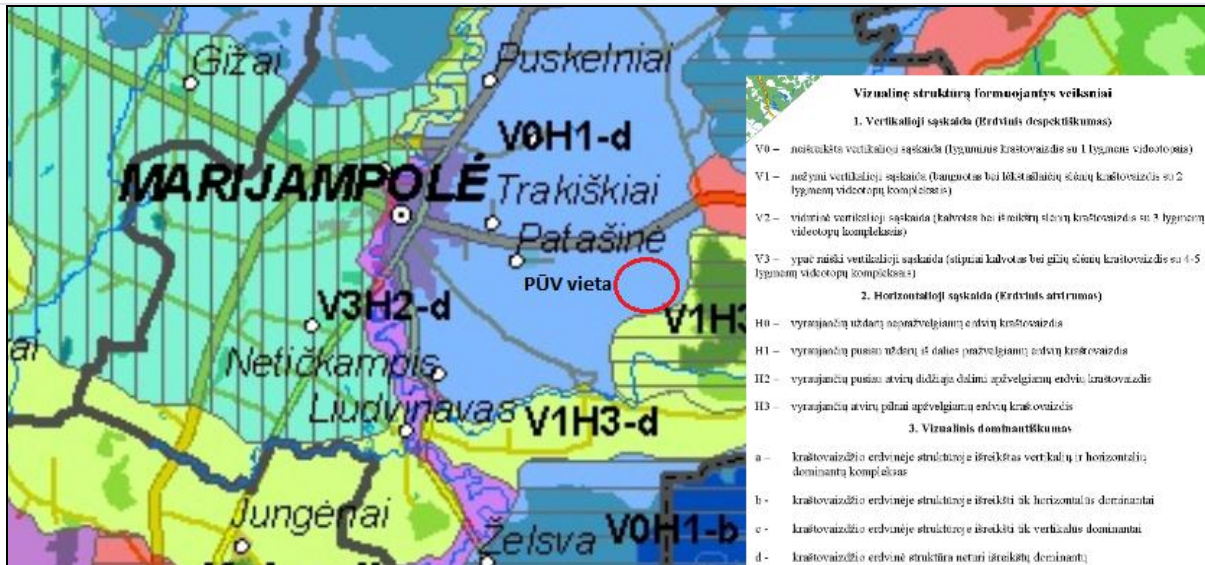 Gižai
Puskelniai
V0H1-d
MARIJAMPOLĖ
Trakiškiai
Patašinė
PŪV vieta
V3H2-d
V1H3
Netičkampis
Liudvinavas
V1H3-d
Jungėnai
Želsva
V0H1-b
Vizualinę struktūrą formuojantys veiksniai
1. Vertikalioji sąskaida (Erdvinis despektiškumas)
V0 – neišreikšta vertikalioji sąskaida (lyguminis kraštovaizdis su 1 lygmens videotopais)
V1 – nežymi vertikalioji sąskaida (banguotas bei lėkštašlaičių slėnių kraštovaizdis su 2
lygmenų videotopų kompleksais)
V2 – vidutinė vertikalioji sąskaida (kalvotas bei išreikštų slėnių kraštovaizdis su 3 lygmenų
videotopų kompleksais)
V3 – ypač raiški vertikalioji sąskaida (stipriai kalvotas bei gilių slėnių kraštovaizdis su 4-5
lygmenų videotopų kompleksais)
2. Horizontalioji sąskaida (Erdvinis atvirumas)
H0 – vyraujančių uždarų nepražvelgiamų erdvių kraštovaizdis
H1 – vyraujančių pusiau uždarų iš dalies pražvelgiamų erdvių kraštovaizdis
H2 – vyraujančių pusiau atvirų didžiąja dalimi apžvelgiamų erdvių kraštovaizdis
H3 – vyraujančių atvirų pilnai apžvelgiamų erdvių kraštovaizdis
3. Vizualinis dominantiškumas
a – kraštovaizdžio erdvinėje struktūroje išreikštas vertikalių ir horizontalių
dominantų kompleksas
b - kraštovaizdžio erdvinėje struktūroje išreikšti tik horizontalūs dominantai
c - kraštovaizdžio erdvinėje struktūroje išreikšti tik vertikalūs dominantai
d - kraštovaizdžio erdvinė struktūra neturi išreikštų dominantų